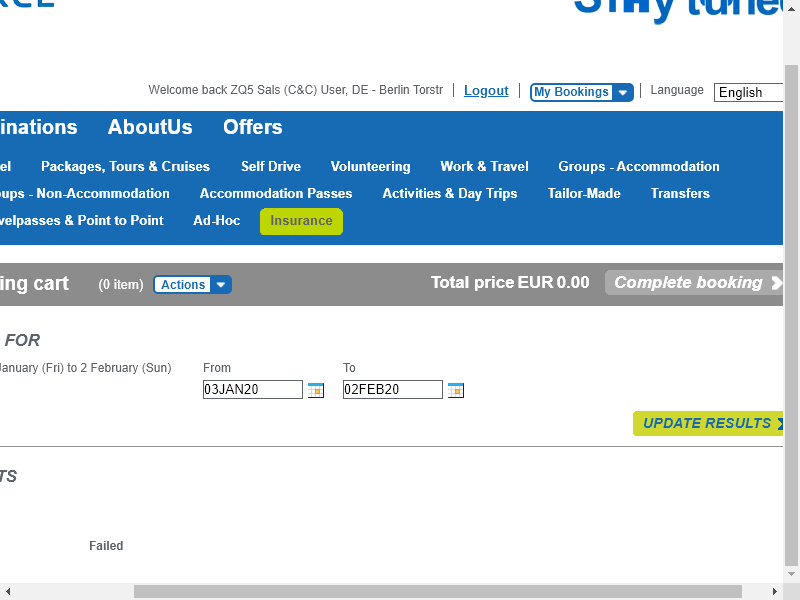 Stay tuned
Welcome back ZQ5 Sals (C&C) User, DE - Berlin Torstr
Logout
My Bookings
Language
English
inations AboutUs Offers
el Packages, Tours & Cruises Self Drive Volunteering Work & Travel Groups - Accommodation
ups - Non-Accommodation Accommodation Passes Activities & Day Trips Tailor-Made Transfers
velpasses & Point to Point Ad-Hoc Insurance
ing cart (0 item) Actions Total price EUR 0.00 Complete booking
FOR
anuary (Fri) to 2 February (Sun) From To
03JAN20 02FEB20
UPDATE RESULTS
TS
Failed